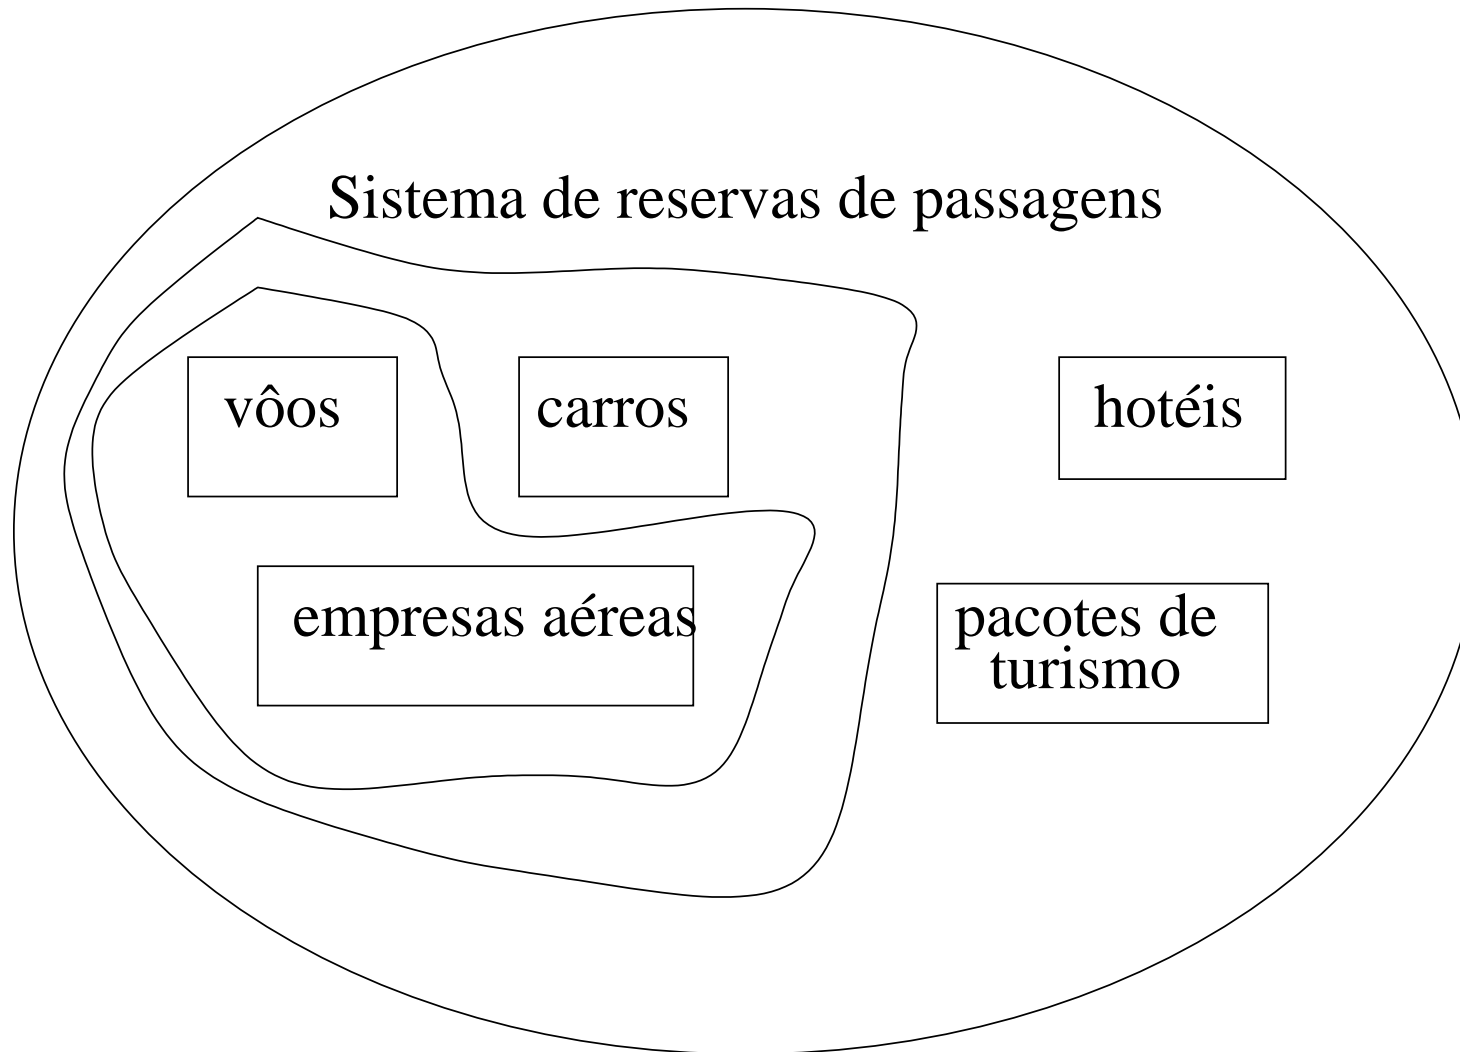 Sistema de reservas de passagens
vôos
carros
hotéis
empresas aéreas
pacotes de
turismo